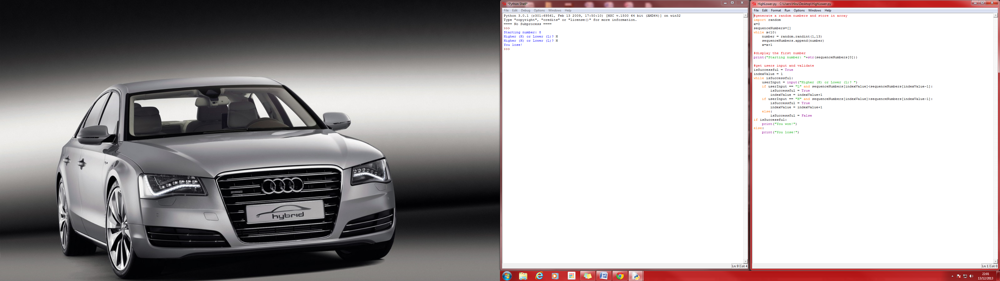 hybrid
*Python Shell*
File Edit Debug Options Windows Help
Python 3.0.1 (r301:69561, Feb 13 2009, 17:50:10) [MSC v.1500 64 bit (AMD64)] on win32
Type "copyright", "credits" or "license()" for more information.
==== No Subprocess ====
>>>
Starting number: 8
Higher (H) or Lower (L)? H
Higher (H) or Lower (L)? H
You lose!
>>>
Ln: 9 Col: 4
HighLower.py - C:\Users\Hiru\Desktop\HighLower.py
File Edit Format Run Options Windows Help
#generate a random numbers and store in array
import random
x=0
sequenceNumbers=[]
while x<10:
    number = random.randint(1,13)
    sequenceNumbers.append(number)
    x=x+1
#display the first number
print("Starting number: "+str(sequenceNumbers[0]))
#get users input and validate
isSuccessful = True
indexValue = 1
while isSuccessful:
    userInput = input("Higher (H) or Lower (L)? ")
    if userInput == "L" and sequenceNumbers[indexValue]<sequenceNumbers[indexValue-1]:
        isSuccessful = True
        indexValue = indexValue+1
    if userInput == "H" and sequenceNumbers[indexValue]>sequenceNumbers[indexValue-1]:
        isSuccessful = True
        indexValue = indexValue+1
    else:
        isSuccessful = False
if isSuccessful:
    print("You won!")
else:
    print("You lose!")
Ln: 1 Col: 0
22:01
13/12/2013